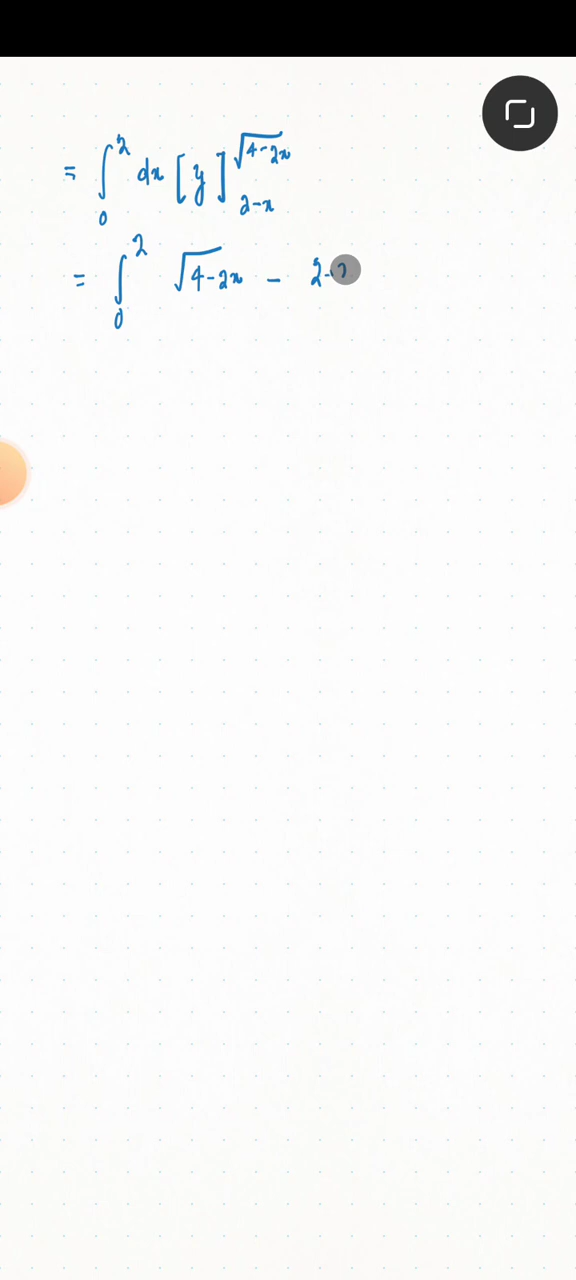 = ∫₀² dx [y]_{2-x}^{√(4-2x)}
= ∫₀² √(4-2x) - 2-